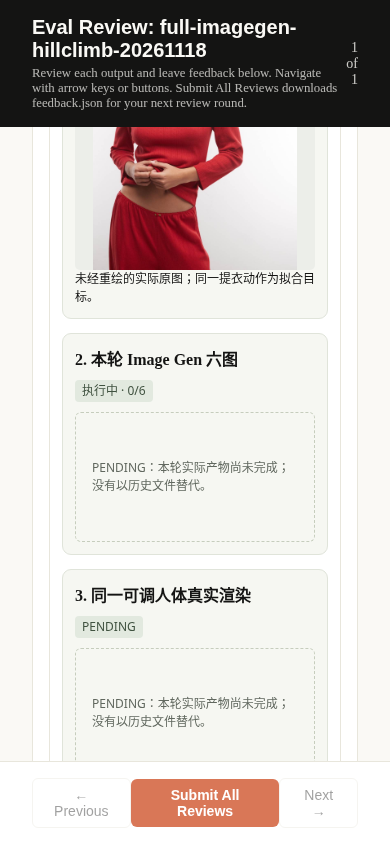 Eval Review: full-imagegen-
hillclimb-20261118
Review each output and leave feedback below. Navigate
with arrow keys or buttons. Submit All Reviews downloads
feedback.json for your next review round.
1
of
1
未经重绘的实际原图；同一提衣动作为拟合目
标。
2. 本轮 Image Gen 六图
执行中 · 0/6
PENDING：本轮实际产物尚未完成；
没有以历史文件替代。
3. 同一可调人体真实渲染
PENDING
PENDING：本轮实际产物尚未完成；
没有以历史文件替代。
←
Previous
Submit All
Reviews
Next
→